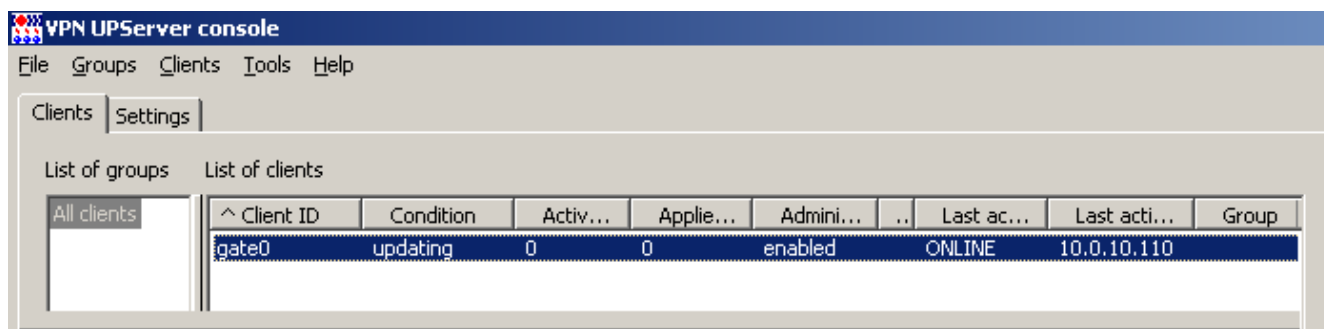 VPN UPServer console
File Groups Clients Tools Help
Clients Settings
List of groups List of clients
All clients ^ Client ID Condition Activ... Applie... Admini... .. Last ac... Last acti... Group
gate0 updating 0 0 enabled ONLINE 10.0.10.110